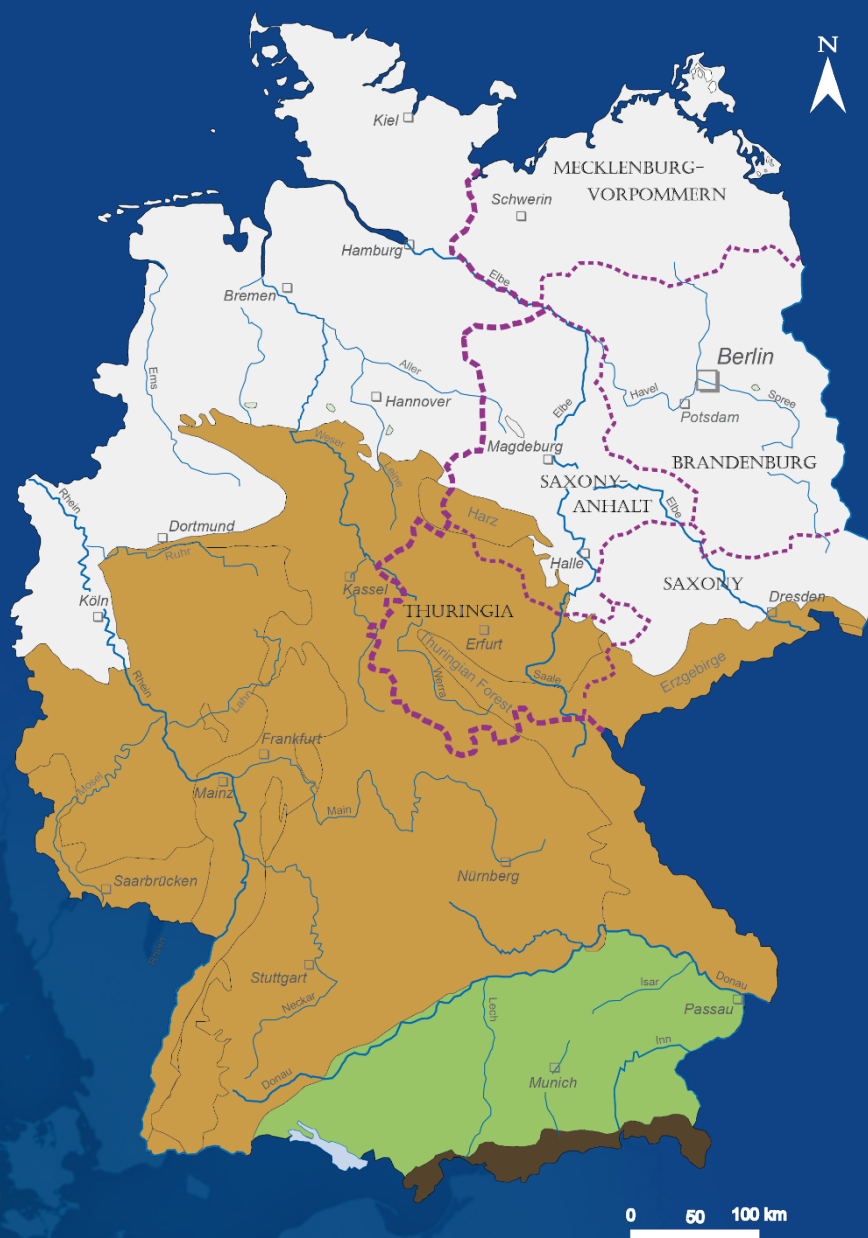 N
Kiel
MECKLENBURG-
VORPOMMERN
Schwerin
Hamburg
Elbe
Bremen
Berlin
Ems
Aller
Havel
Spree
Hannover
Potsdam
Elbe
Weser
Magdeburg
Leine
BRANDENBURG
SAXONY-
ANHALT
Elbe
Rhein
Harz
Dortmund
Ruhr
Halle
Kassel
SAXONY
Dresden
Köln
THURINGIA
Erfurt
Thuringian Forest
Werra
Saale
Erzgebirge
Rhein
Lahn
Frankfurt
Mosel
Mainz
Main
Nürnberg
Saarbrücken
Rhein
Stuttgart
Neckar
Isar
Donau
Passau
Lech
Inn
Donau
Munich
0 50 100 km